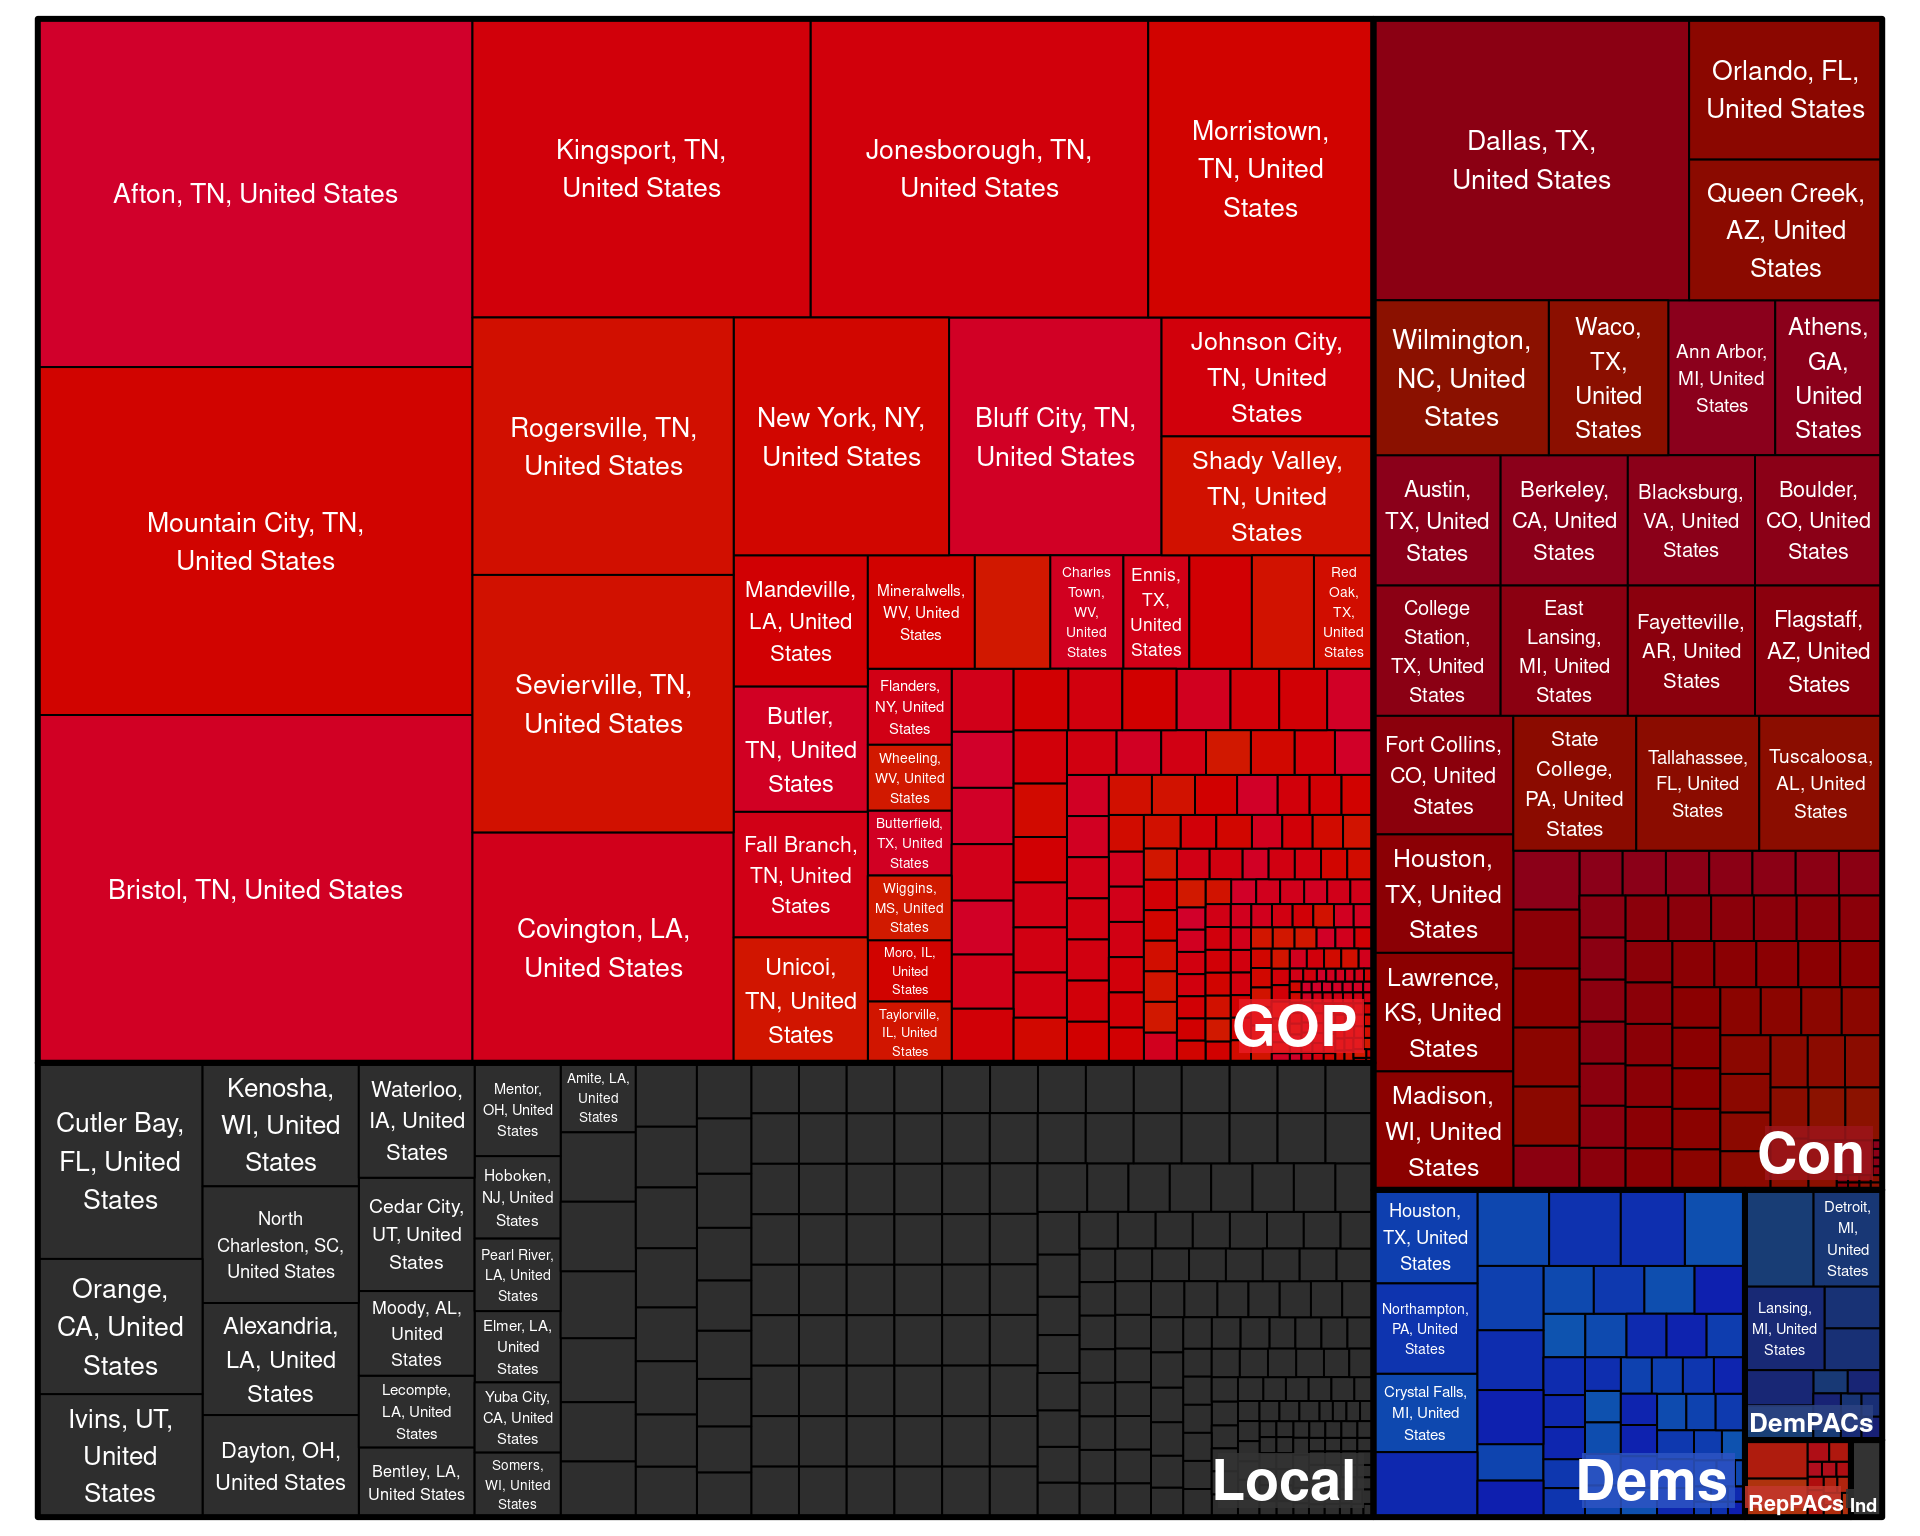 Afton, TN, United States
Mountain City, TN,
United States
Bristol, TN, United States
Kingsport, TN,
United States
Jonesborough, TN,
United States
Morristown,
TN, United
States
Rogersville, TN,
United States
Sevierville, TN,
United States
Covington, LA,
United States
New York, NY,
United States
Bluff City, TN,
United States
Johnson City,
TN, United
States
Shady Valley,
TN, United
States
Mandeville,
LA, United
States
Butler,
TN, United
States
Fall Branch,
TN, United
States
Unicoi,
TN, United
States
Mineralwells,
WV, United
States
Charles
Town,
WV,
United
States
Ennis,
TX,
United
States
Red
Oak,
TX,
United
States
Flanders,
NY, United
States
Wheeling,
WV, United
States
Butterfield,
TX, United
States
Wiggins,
MS, United
States
Moro, IL,
United
States
Taylorville,
IL, United
States
GOP
Dallas, TX,
United States
Orlando, FL,
United States
Queen Creek,
AZ, United
States
Wilmington,
NC, United
States
Waco,
TX,
United
States
Ann Arbor,
MI, United
States
Athens,
GA,
United
States
Austin,
TX, United
States
Berkeley,
CA, United
States
Blacksburg,
VA, United
States
Boulder,
CO, United
States
College
Station,
TX, United
States
East
Lansing,
MI, United
States
Fayetteville,
AR, United
States
Flagstaff,
AZ, United
States
Fort Collins,
CO, United
States
State
College,
PA, United
States
Tallahassee,
FL, United
States
Tuscaloosa,
AL, United
States
Houston,
TX, United
States
Lawrence,
KS, United
States
Madison,
WI, United
States
Con
Cutler Bay,
FL, United
States
Orange,
CA, United
States
Ivins, UT,
United
States
Kenosha,
WI, United
States
North
Charleston, SC,
United States
Alexandria,
LA, United
States
Dayton, OH,
United States
Waterloo,
IA, United
States
Cedar City,
UT, United
States
Moody, AL,
United
States
Lecompte,
LA, United
States
Bentley, LA,
United States
Mentor,
OH, United
States
Hoboken,
NJ, United
States
Pearl River,
LA, United
States
Elmer, LA,
United
States
Yuba City,
CA, United
States
Somers,
WI, United
States
Amite, LA,
United
States
Local
Houston,
TX, United
States
Northampton,
PA, United
States
Crystal Falls,
MI, United
States
Dems
Detroit,
MI,
United
States
Lansing,
MI, United
States
DemPACs
RepPACs
Ind